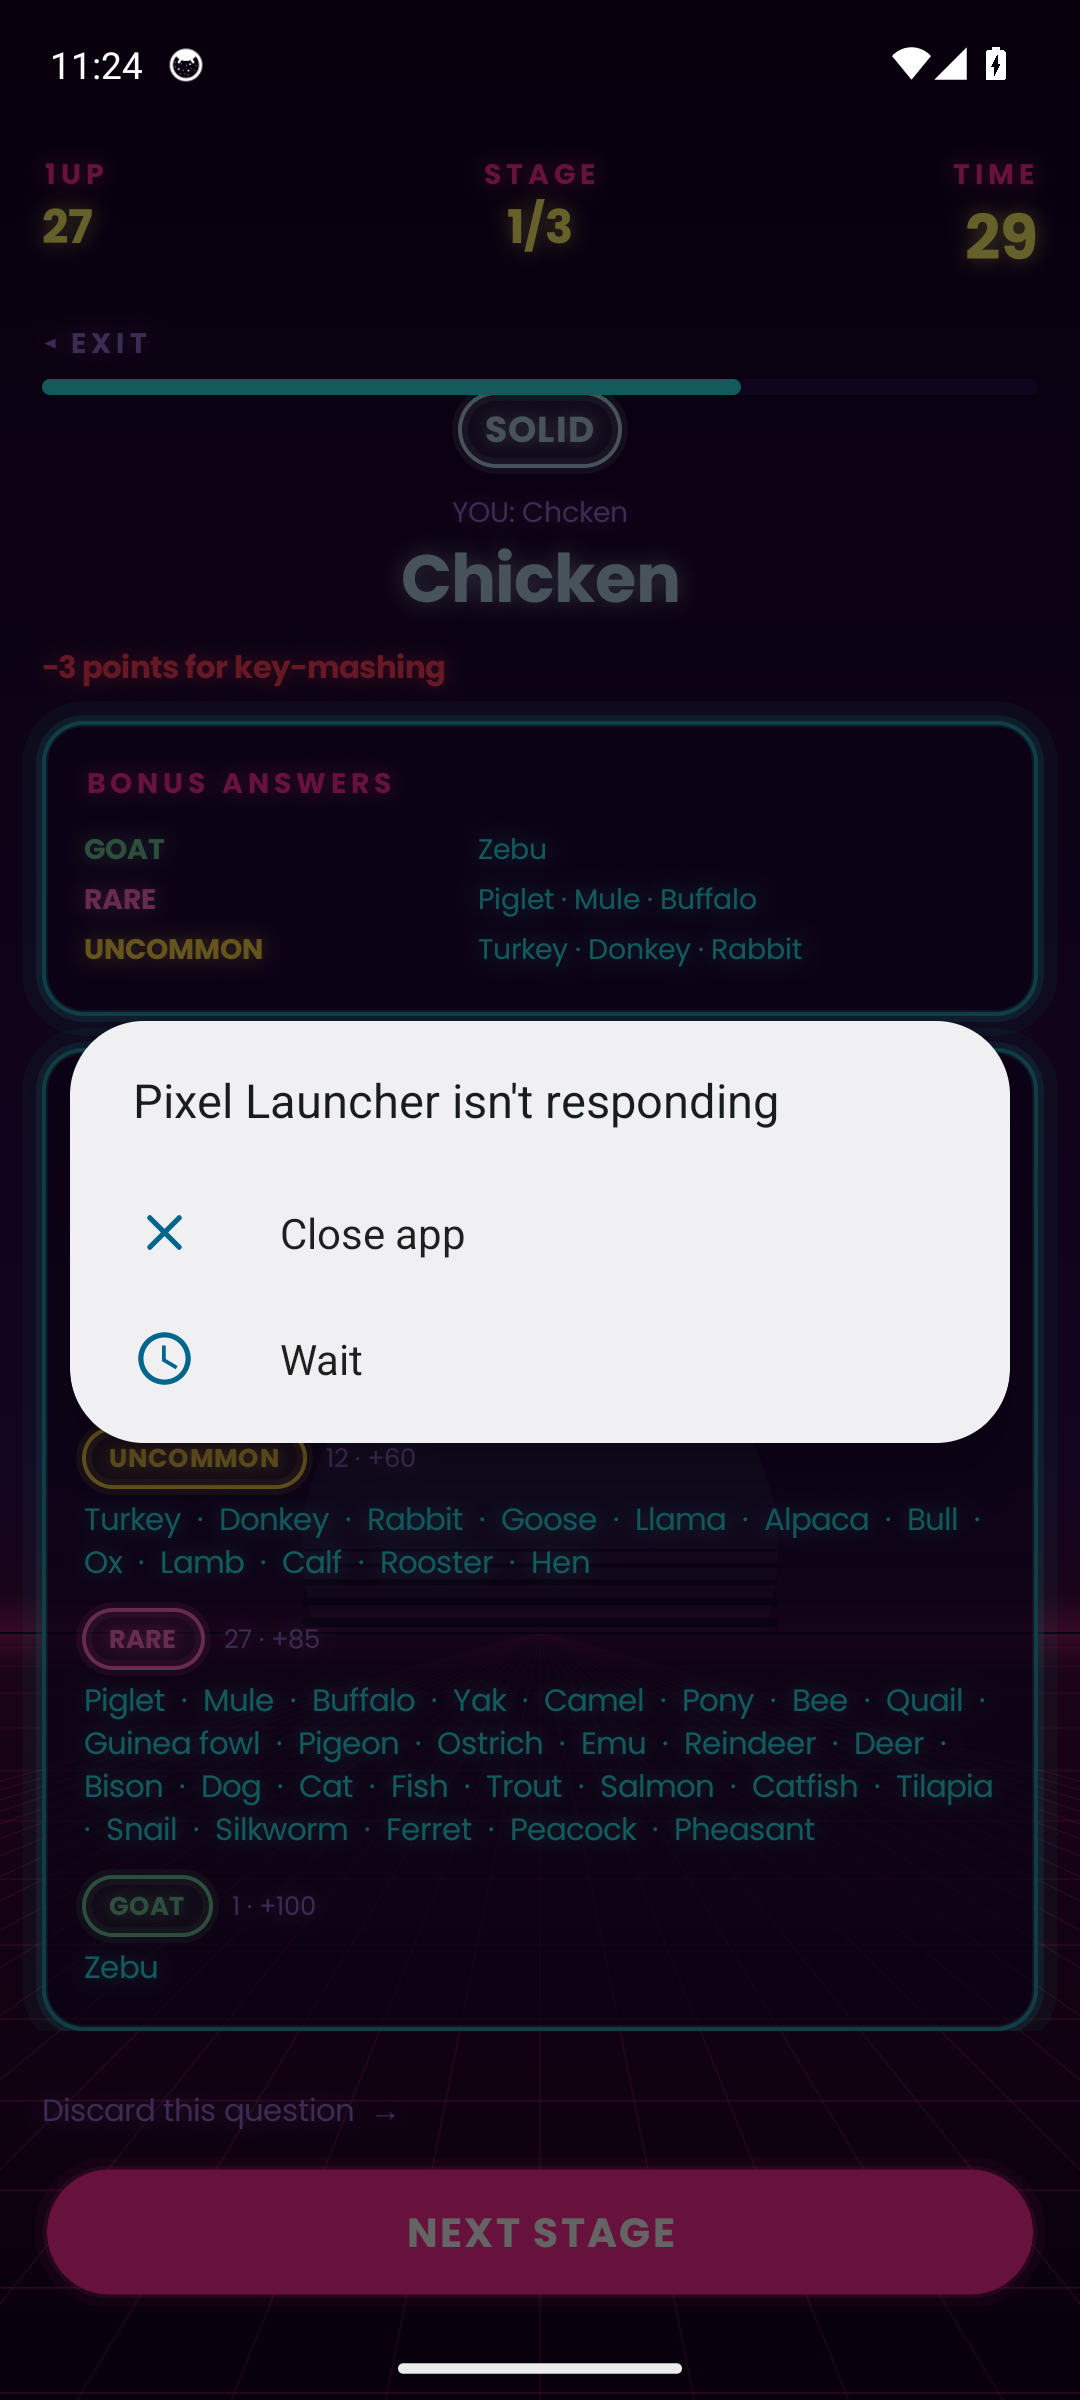 11:24
1UP STAGE TIME
27 1/3 29
◂ EXIT
SOLID
YOU: Chcken
Chicken
-3 points for key-mashing
BONUS ANSWERS
GOAT Zebu
RARE Piglet · Mule · Buffalo
UNCOMMON Turkey · Donkey · Rabbit
Pixel Launcher isn't responding
Close app
Wait
UNCOMMON 12 · +60
Turkey · Donkey · Rabbit · Goose · Llama · Alpaca · Bull ·
Ox · Lamb · Calf · Rooster · Hen
RARE 27 · +85
Piglet · Mule · Buffalo · Yak · Camel · Pony · Bee · Quail ·
Guinea fowl · Pigeon · Ostrich · Emu · Reindeer · Deer ·
Bison · Dog · Cat · Fish · Trout · Salmon · Catfish · Tilapia
· Snail · Silkworm · Ferret · Peacock · Pheasant
GOAT 1 · +100
Zebu
Discard this question →
NEXT STAGE